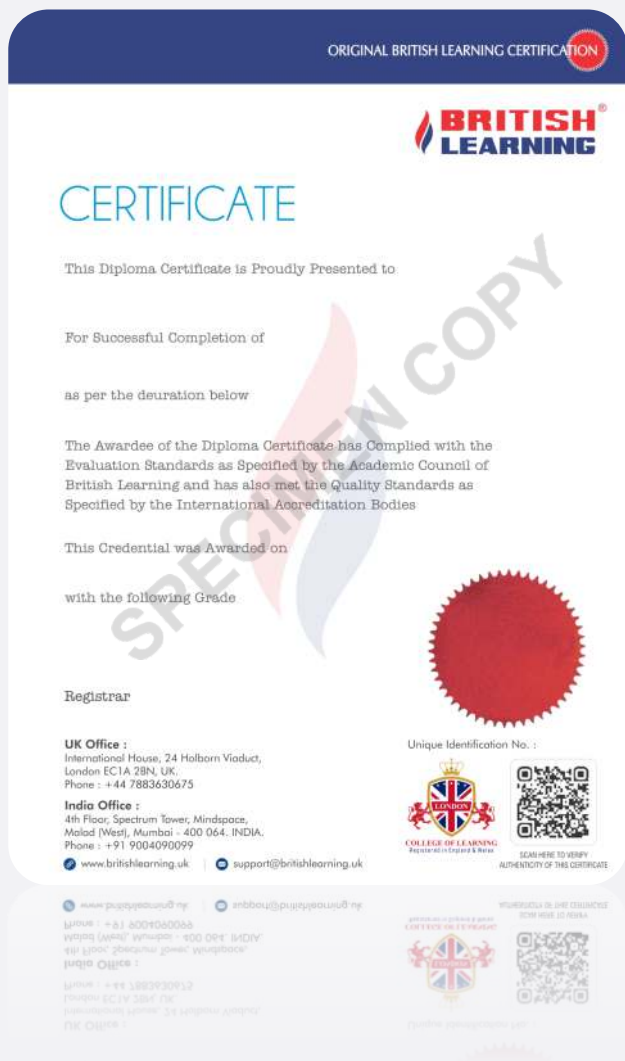 ORIGINAL BRITISH LEARNING CERTIFICATION
BRITISH®
LEARNING
CERTIFICATE
This Diploma Certificate is Proudly Presented to
For Successful Completion of
as per the deuration below
The Awardee of the Diploma Certificate has Complied with the
Evaluation Standards as Specified by the Academic Council of
British Learning and has also met the Quality Standards as
Specified by the International Accreditation Bodies
This Credential was Awarded on
with the following Grade
SPECIMEN COPY
Registrar
UK Office :
International House, 24 Holborn Viaduct,
London EC1A 2BN, UK.
Phone : +44 7883630675
India Office :
4th Floor, Spectrum Tower, Mindspace,
Malad (West), Mumbai - 400 064. INDIA.
Phone : +91 9004090099
www.britishlearning.uk | support@britishlearning.uk
Unique Identification No. :
LONDON
COLLEGE OF LEARNING
Registered in England & Wales
SCAN HERE TO VERIFY
AUTHENTICITY OF THIS CERTIFICATE